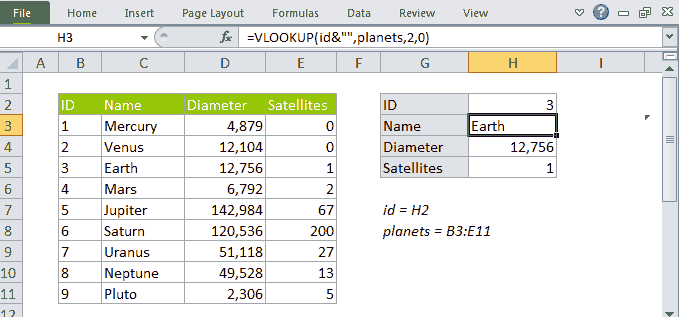 File Home Insert Page Layout Formulas Data Review View
H3 fx =VLOOKUP(id&"",planets,2,0)
A B C D E F G H I
1
2 ID Name Diameter Satellites ID 3
3 1 Mercury 4,879 0 Name Earth
4 2 Venus 12,104 0 Diameter 12,756
5 3 Earth 12,756 1 Satellites 1
6 4 Mars 6,792 2
7 5 Jupiter 142,984 67 id = H2
8 6 Saturn 120,536 200 planets = B3:E11
9 7 Uranus 51,118 27
10 8 Neptune 49,528 13
11 9 Pluto 2,306 5
12